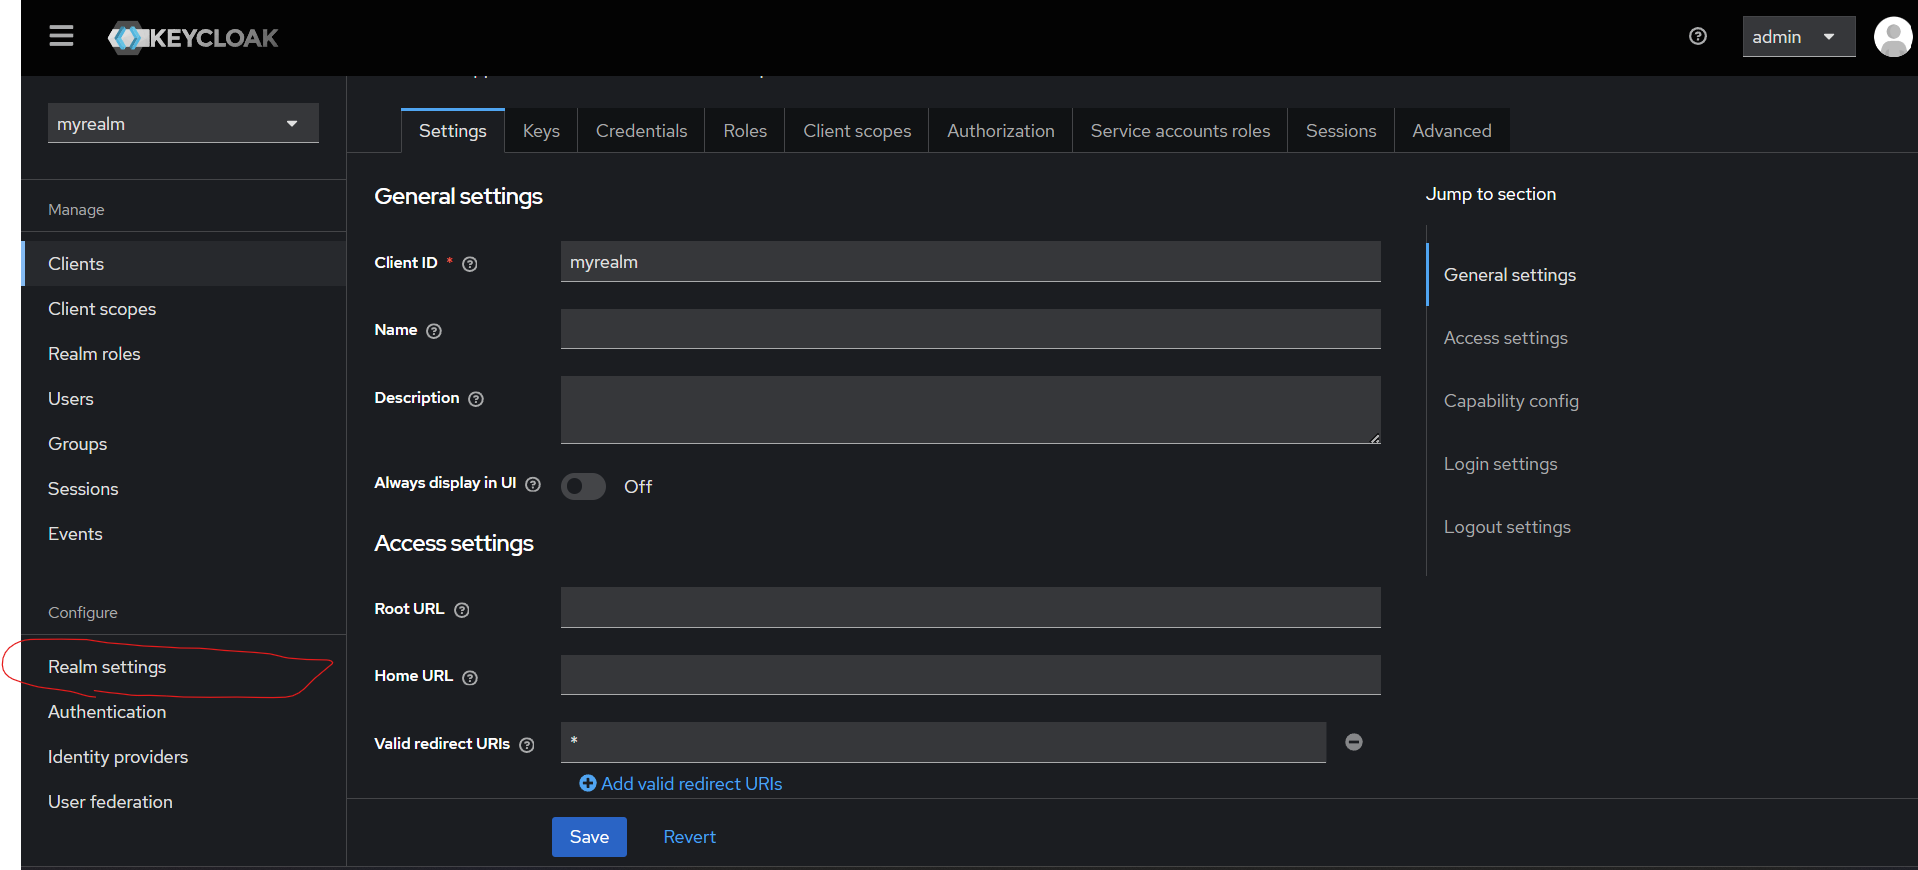 KEYCLOAK
admin
myrealm
Manage
Clients
Client scopes
Realm roles
Users
Groups
Sessions
Events
Configure
Realm settings
Authentication
Identity providers
User federation
Settings Keys Credentials Roles Client scopes Authorization Service accounts roles Sessions Advanced
General settings
Client ID * myrealm
Name
Description
Always display in UI Off
Access settings
Root URL
Home URL
Valid redirect URIs *
Add valid redirect URIs
Save Revert
Jump to section
General settings
Access settings
Capability config
Login settings
Logout settings